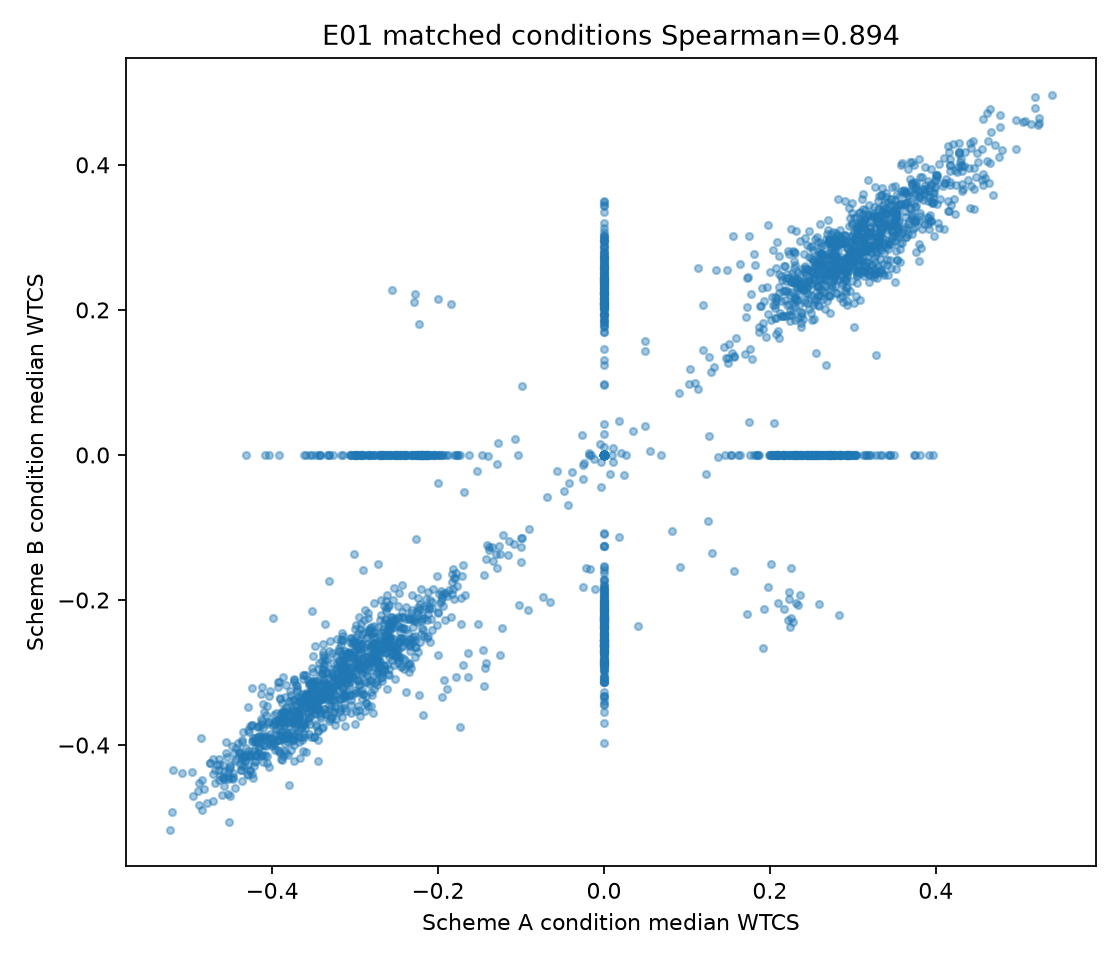 E01 matched conditions Spearman=0.894
Scheme B condition median WTCS
0.4
0.2
0.0
−0.2
−0.4
−0.4 −0.2 0.0 0.2 0.4
Scheme A condition median WTCS